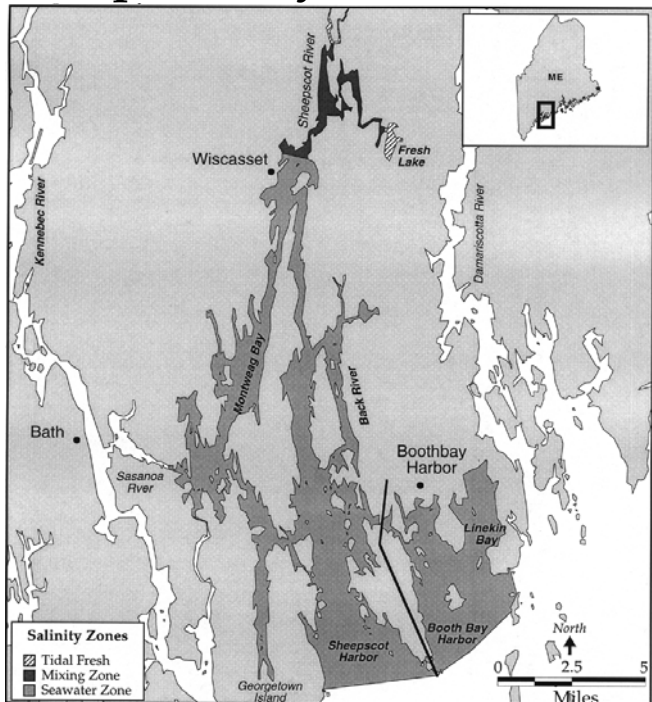 Sheepscot River
ME
Wiscasset
Fresh
Lake
Kennebec River
Damariscotta River
Montweag Bay
Back River
Bath
Boothbay
Harbor
Sasanoa
River
Linekin
Bay
Sheepscot
Harbor
Booth Bay
Harbor
North
Georgetown
Island
Salinity Zones
Tidal Fresh
Mixing Zone
Seawater Zone
0 2.5 5
Miles